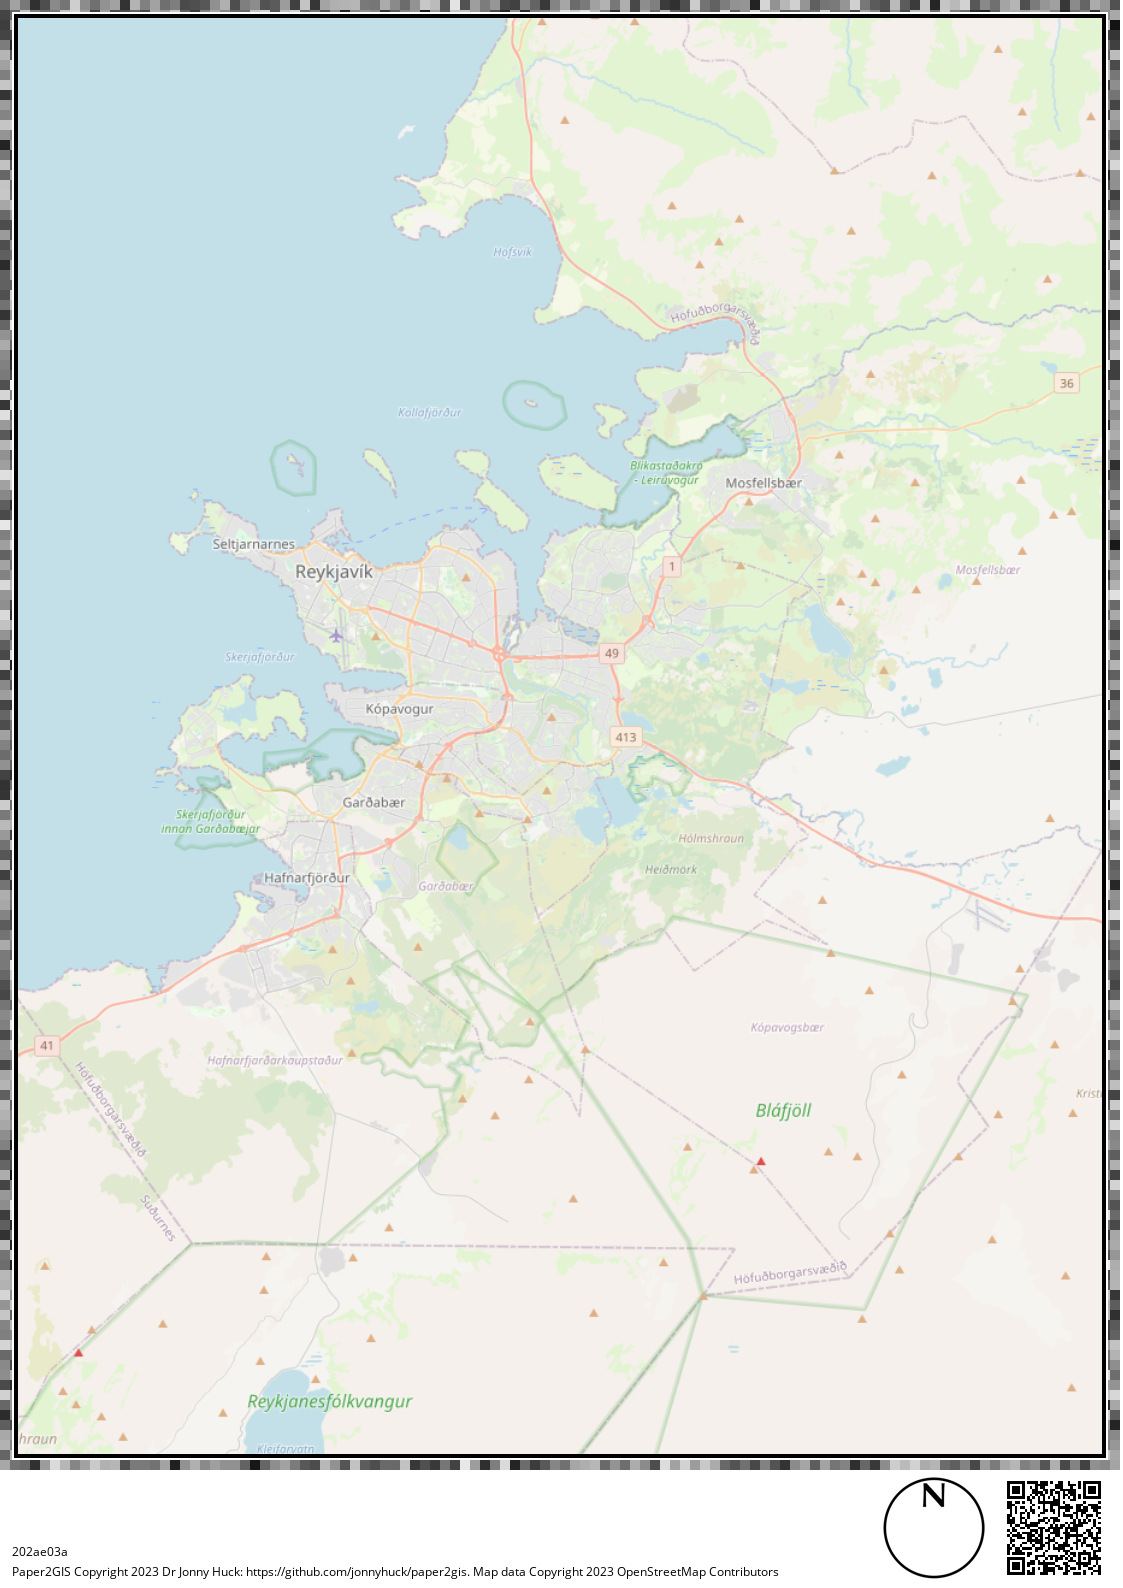 Hofsvík
Höfuðborgarsvæðið
36
Kollafjörður
Blikastaðakró
- Leiruvogur
Mosfellsbær
Seltjarnarnes
Reykjavík
1
Mosfellsbær
49
Skerjafjörður
Kópavogur
413
Garðabær
Skerjafjörður
innan Garðabæjar
Hólmshraun
Heiðmork
Hafnarfjörður
Garðabær
Kópavogsbær
41
Hafnarfjarðarkaupstaður
Höfuðborgarsvæðið
Kristi
Bláfjöll
Suðurnes
Höfuðborgarsvæðið
Reykjanesfólkvangur
hraun
Kleifarvatn
N
202ae03a
Paper2GIS Copyright 2023 Dr Jonny Huck: https://github.com/jonnyhuck/paper2gis. Map data Copyright 2023 OpenStreetMap Contributors